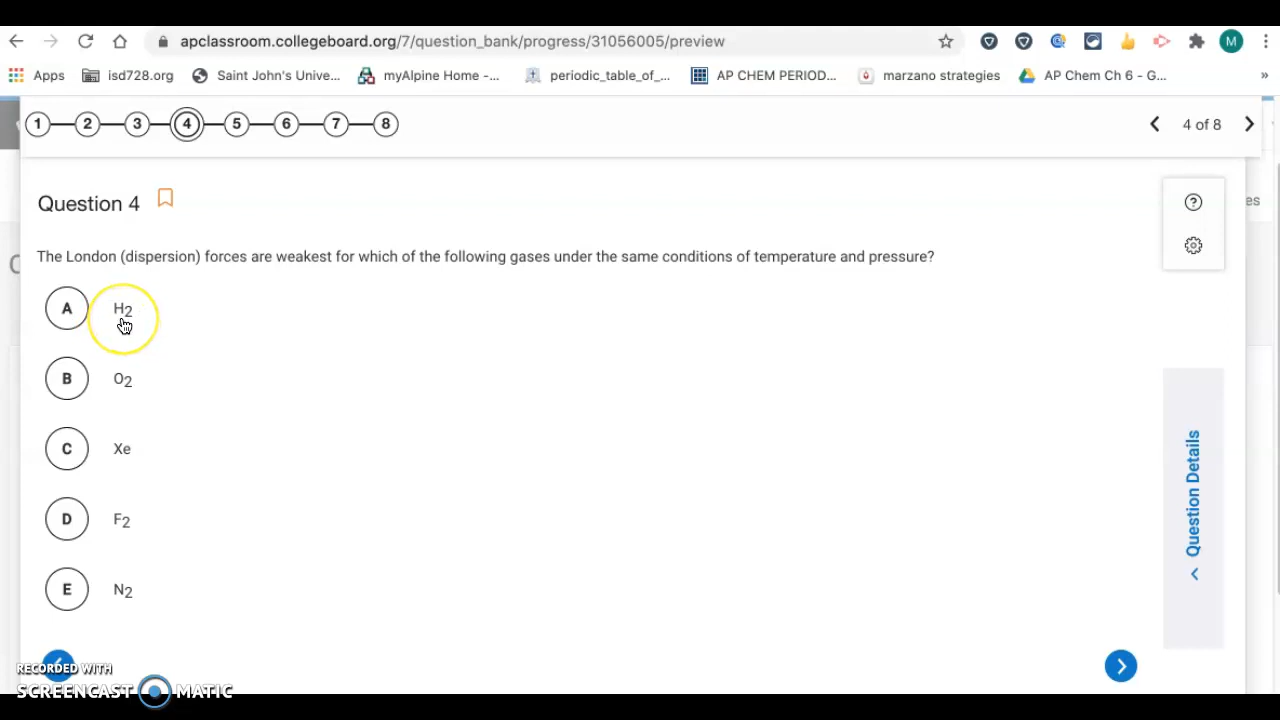 apclassroom.collegeboard.org/7/question_bank/progress/31056005/preview
M
Apps isd728.org Saint John's Unive... myAlpine Home -... periodic_table_of_... AP CHEM PERIOD... marzano strategies AP Chem Ch 6 - G... »
1 2 3 4 5 6 7 8 4 of 8
Question 4
es
The London (dispersion) forces are weakest for which of the following gases under the same conditions of temperature and pressure?
A H2
B O2
C Xe
D F2
E N2
Question Details
RECORDED WITH
SCREENCAST MATIC